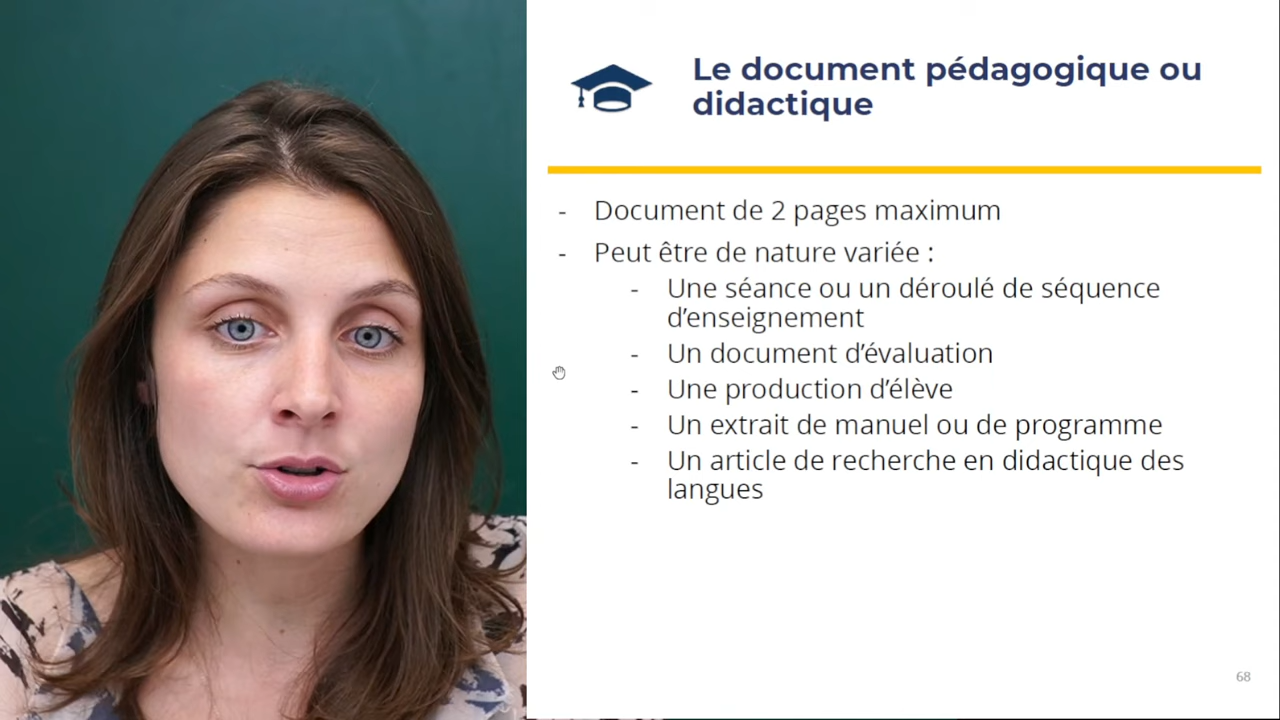 Le document pédagogique ou
didactique
- Document de 2 pages maximum
- Peut être de nature variée :
- Une séance ou un déroulé de séquence
d’enseignement
- Un document d’évaluation
- Une production d’élève
- Un extrait de manuel ou de programme
- Un article de recherche en didactique des
langues
68